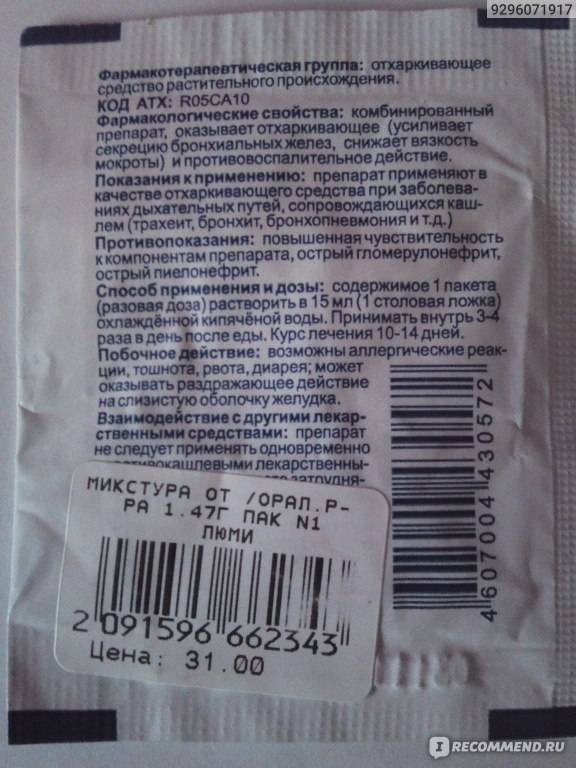 9296071917
Фармакотерапевтическая группа: отхаркивающее
средство растительного происхождения.
КОД АТХ: R05CA10
Фармакологические свойства: комбинированный
препарат, оказывает отхаркивающее (усиливает
секрецию бронхиальных желез, снижает вязкость
мокроты) и противовоспалительное действие.
Показания к применению: препарат применяют в
качестве отхаркивающего средства при заболева-
ниях дыхательных путей, сопровождающихся каш-
лем (трахеит, бронхит, бронхопневмония и т.д.)
Противопоказания: повышенная чувствительность
к компонентам препарата, острый гломерулонефрит,
острый пиелонефрит.
Способ применения и дозы: содержимое 1 пакета
(разовая доза) растворить в 15 мл (1 столовая ложка)
охлаждённой кипячёной воды. Принимать внутрь 3-4
раза в день после еды. Курс лечения 10-14 дней.
Побочное действие: возможны аллергические реак-
ции, тошнота, рвота, диарея; может
оказывать раздражающее действие
на слизистую оболочку желудка.
Взаимодействие с другими лекар-
ственными средствами: препарат
не следует применять одновременно
лекарственны-
затрудня-
4607004430572
МИКСТУРА ОТ /ОРАЛ.Р-
РА 1.47Г ПАК N1
ЛЮМИ
2 091596 662343
Цена: 31.00
I RECOMMEND.RU